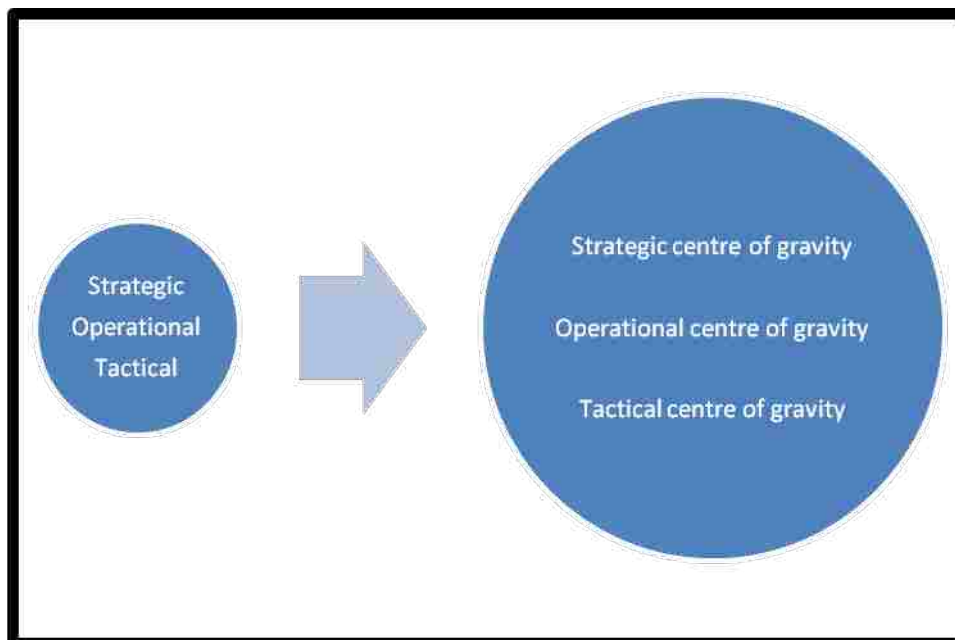 Strategic
Operational
Tactical
Strategic centre of gravity
Operational centre of gravity
Tactical centre of gravity